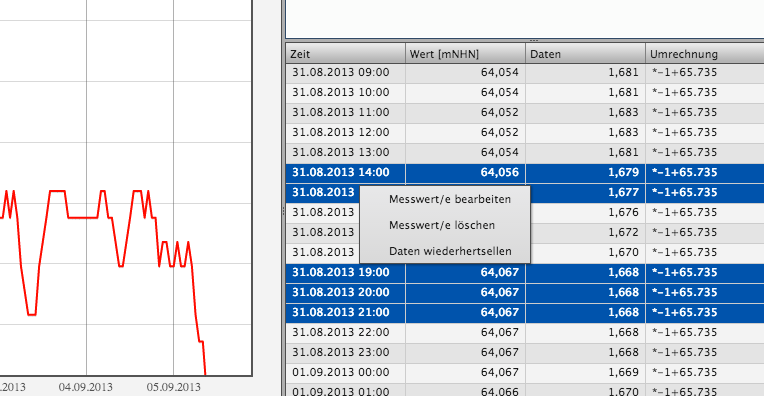 Zeit Wert [mNHN] Daten Umrechnung
31.08.2013 09:00 64,054 1,681 *-1+65.735
31.08.2013 10:00 64,054 1,681 *-1+65.735
31.08.2013 11:00 64,052 1,683 *-1+65.735
31.08.2013 12:00 64,052 1,683 *-1+65.735
31.08.2013 13:00 64,054 1,681 *-1+65.735
31.08.2013 14:00 64,056 1,679 *-1+65.735
31.08.2013 1,677 *-1+65.735
Messwert/e bearbeiten
31.08.2013 1,676 *-1+65.735
Messwert/e löschen
31.08.2013 1,672 *-1+65.735
Daten wiederhertsellen
31.08.2013 1,670 *-1+65.735
31.08.2013 19:00 64,067 1,668 *-1+65.735
31.08.2013 20:00 64,067 1,668 *-1+65.735
31.08.2013 21:00 64,067 1,668 *-1+65.735
31.08.2013 22:00 64,067 1,668 *-1+65.735
31.08.2013 23:00 64,067 1,668 *-1+65.735
01.09.2013 00:00 64,067 1,669 *-1+65.735
01.09.2013 01:00 64,066 1,670 *-1+65.735
.2013 04.09.2013 05.09.2013